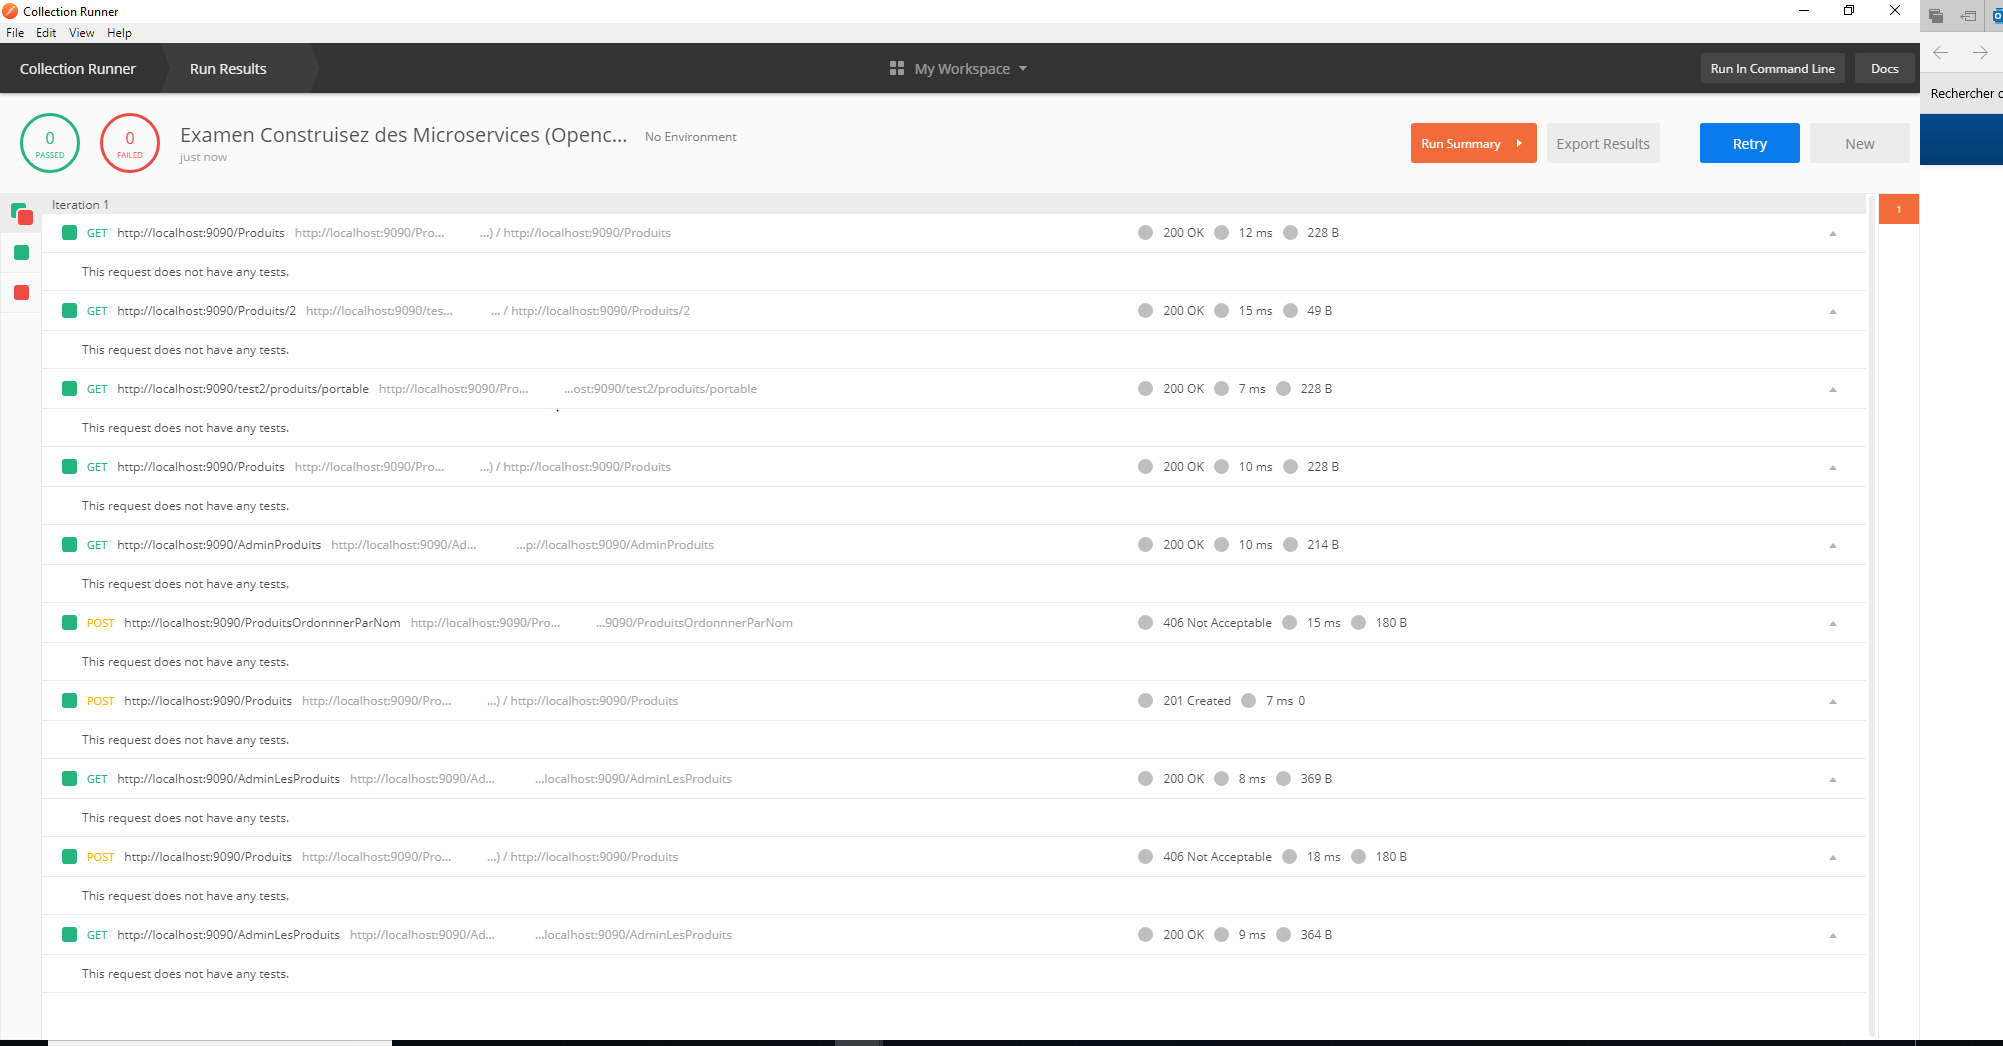 Collection Runner
File Edit View Help
Collection Runner Run Results My Workspace Run In Command Line Docs
Rechercher c
0 PASSED
0 FAILED
Examen Construisez des Microservices (Openc... No Environment
just now
Run Summary Export Results Retry New
Iteration 1
1
GET http://localhost:9090/Produits http://localhost:9090/Pro... ...) / http://localhost:9090/Produits 200 OK 12 ms 228 B
This request does not have any tests.
GET http://localhost:9090/Produits/2 http://localhost:9090/tes... ... / http://localhost:9090/Produits/2 200 OK 15 ms 49 B
This request does not have any tests.
GET http://localhost:9090/test2/produits/portable http://localhost:9090/Pro... ...ost:9090/test2/produits/portable 200 OK 7 ms 228 B
This request does not have any tests.
GET http://localhost:9090/Produits http://localhost:9090/Pro... ...) / http://localhost:9090/Produits 200 OK 10 ms 228 B
This request does not have any tests.
GET http://localhost:9090/AdminProduits http://localhost:9090/Ad... ...p://localhost:9090/AdminProduits 200 OK 10 ms 214 B
This request does not have any tests.
POST http://localhost:9090/ProduitsOrdonnnerParNom http://localhost:9090/Pro... ...9090/ProduitsOrdonnnerParNom 406 Not Acceptable 15 ms 180 B
This request does not have any tests.
POST http://localhost:9090/Produits http://localhost:9090/Pro... ...) / http://localhost:9090/Produits 201 Created 7 ms 0
This request does not have any tests.
GET http://localhost:9090/AdminLesProduits http://localhost:9090/Ad... ...localhost:9090/AdminLesProduits 200 OK 8 ms 369 B
This request does not have any tests.
POST http://localhost:9090/Produits http://localhost:9090/Pro... ...) / http://localhost:9090/Produits 406 Not Acceptable 18 ms 180 B
This request does not have any tests.
GET http://localhost:9090/AdminLesProduits http://localhost:9090/Ad... ...localhost:9090/AdminLesProduits 200 OK 9 ms 364 B
This request does not have any tests.